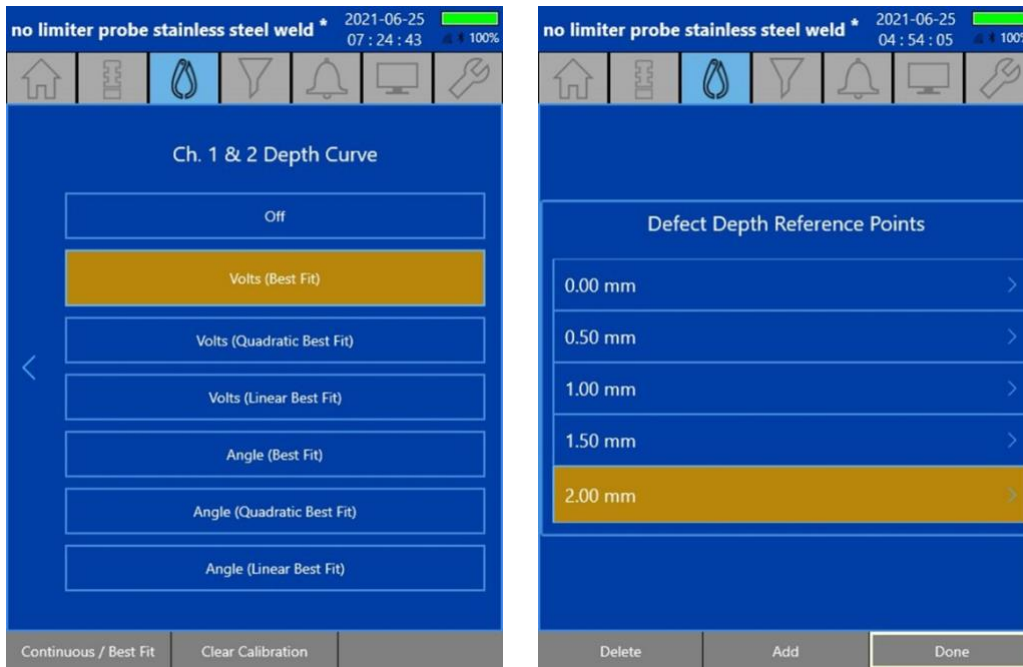 no limiter probe stainless steel weld *
2021-06-25
07 : 24 : 43
100%
Ch. 1 & 2 Depth Curve
Off
Volts (Best Fit)
Volts (Quadratic Best Fit)
Volts (Linear Best Fit)
Angle (Best Fit)
Angle (Quadratic Best Fit)
Angle (Linear Best Fit)
Continuous / Best Fit
Clear Calibration
no limiter probe stainless steel weld *
2021-06-25
04 : 54 : 05
100%
Defect Depth Reference Points
0.00 mm
0.50 mm
1.00 mm
1.50 mm
2.00 mm
Delete
Add
Done